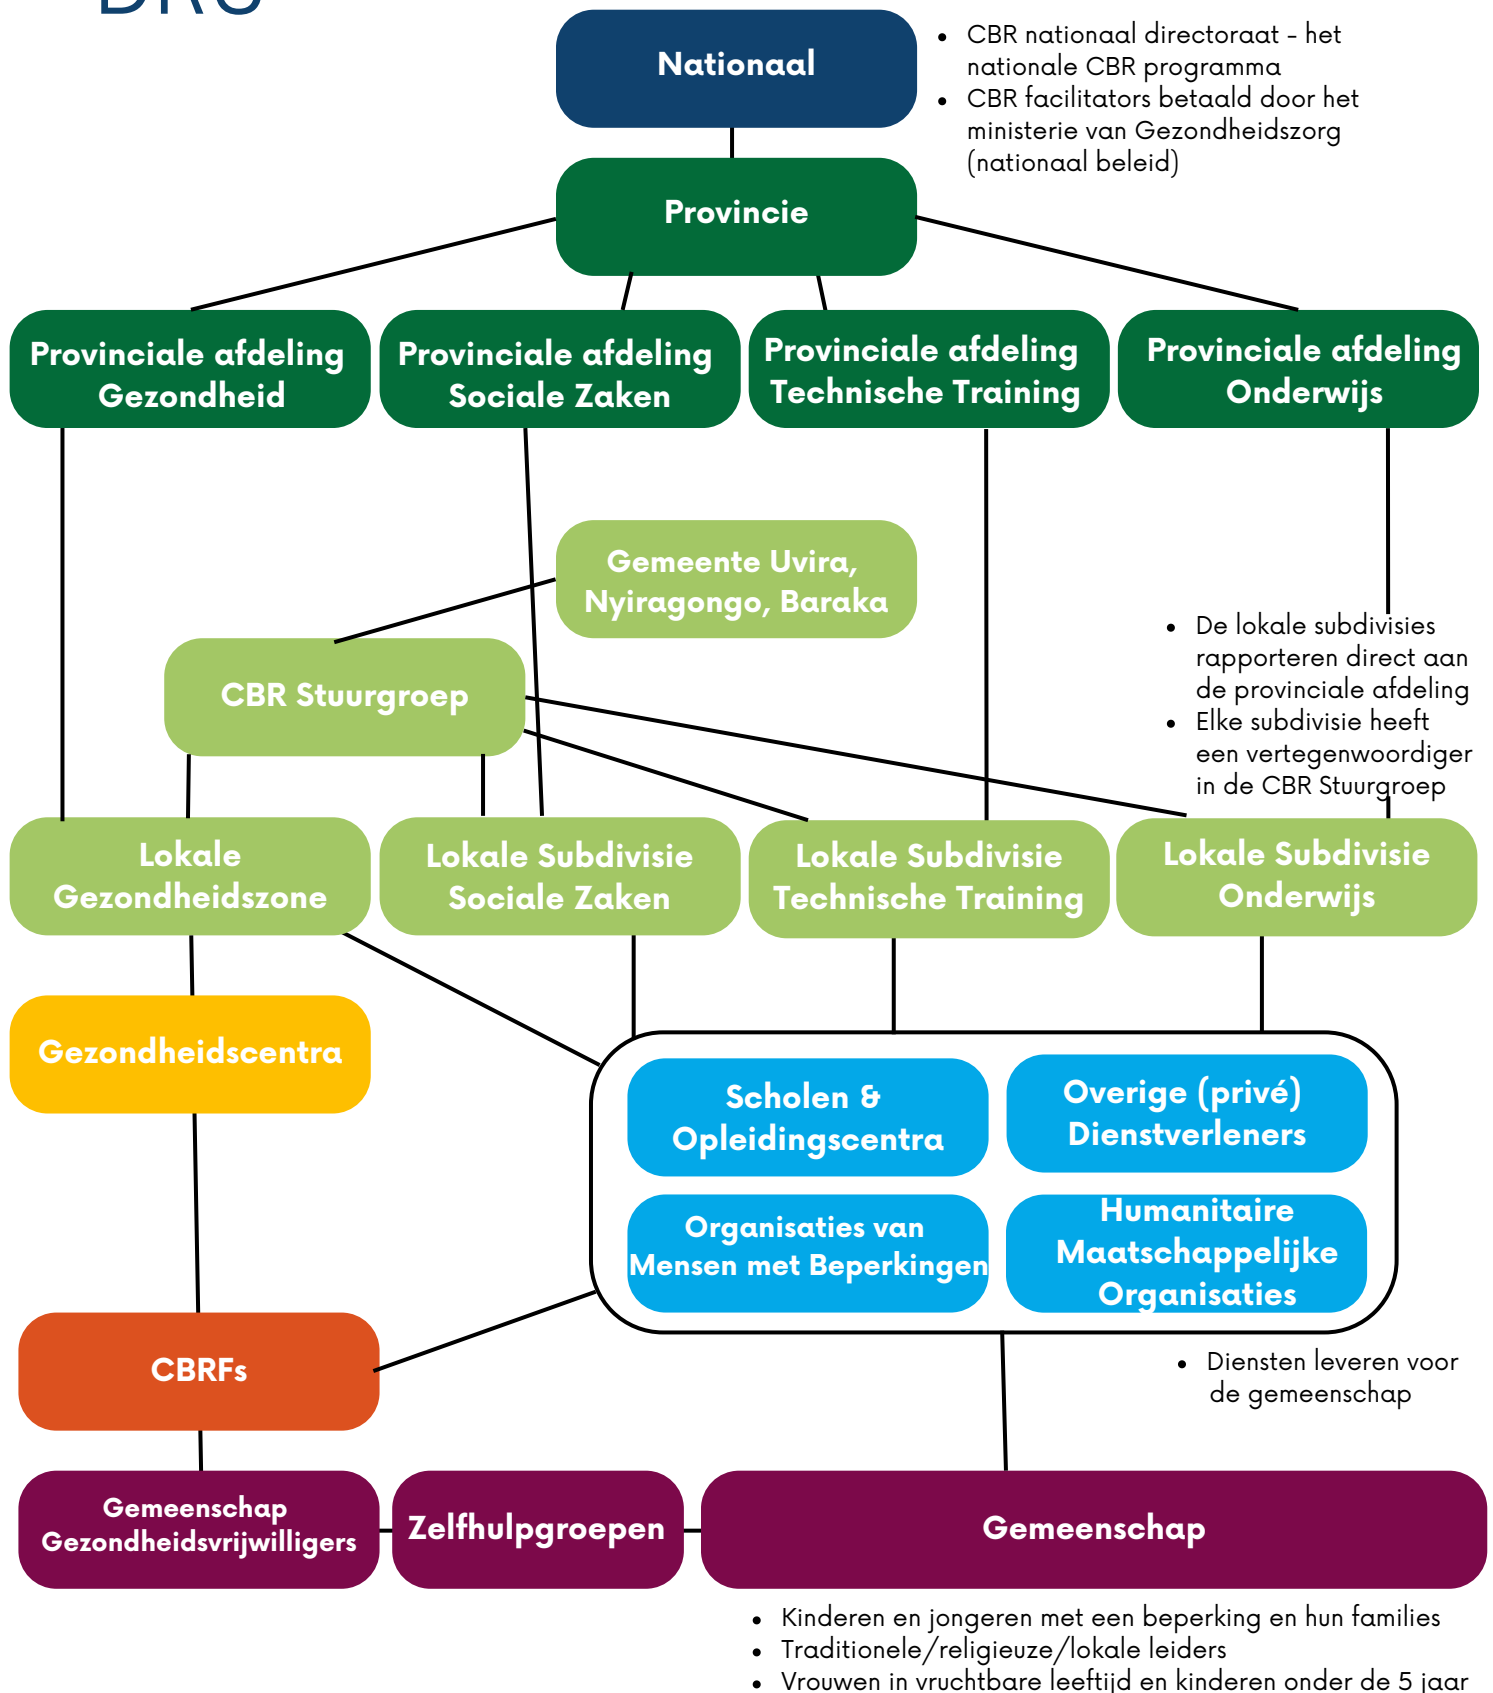 Nationaal
• CBR nationaal directoraat - het
nationale CBR programma
• CBR facilitators betaald door het
ministerie van Gezondheidszorg
(nationaal beleid)
Provincie
Provinciale afdeling
Gezondheid
Provinciale afdeling
Sociale Zaken
Provinciale afdeling
Technische Training
Provinciale afdeling
Onderwijs
Gemeente Uvira,
Nyiragongo, Baraka
CBR Stuurgroep
• De lokale subdivisies
rapporteren direct aan
de provinciale afdeling
• Elke subdivisie heeft
een vertegenwoordiger
in de CBR Stuurgroep
Lokale
Gezondheidszone
Lokale Subdivisie
Sociale Zaken
Lokale Subdivisie
Technische Training
Lokale Subdivisie
Onderwijs
Gezondheidscentra
Scholen &
Opleidingscentra
Overige (privé)
Dienstverleners
Organisaties van
Mensen met Beperkingen
Humanitaire
Maatschappelijke
Organisaties
CBRFs
• Diensten leveren voor
de gemeenschap
Gemeenschap
Gezondheidsvrijwilligers
Zelfhulpgroepen
Gemeenschap
• Kinderen en jongeren met een beperking en hun families
• Traditionele/religieuze/lokale leiders
• Vrouwen in vruchtbare leeftijd en kinderen onder de 5 jaar